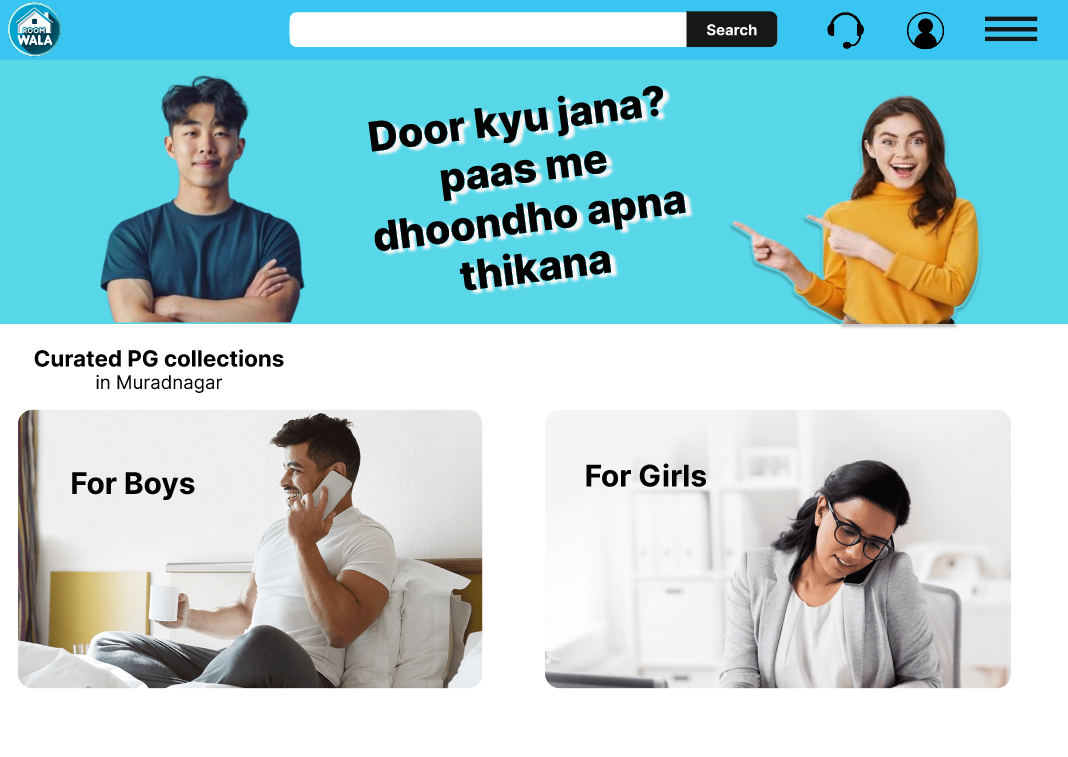 ROOM
WALA
Search
Door kyu jana?
paas me
dhoondho apna
thikana
Curated PG collections
in Muradnagar
For Boys
For Girls